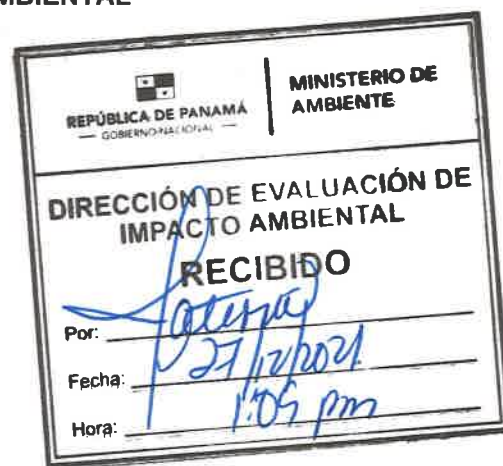 MBIENTAL
REPÚBLICA DE PANAMÁ
— GOBIERNO NACIONAL —
MINISTERIO DE
AMBIENTE
DIRECCIÓN DE EVALUACIÓN DE
IMPACTO AMBIENTAL
RECIBIDO
Por:
Fecha: 27/12/2021
Hora: 1:05 pm